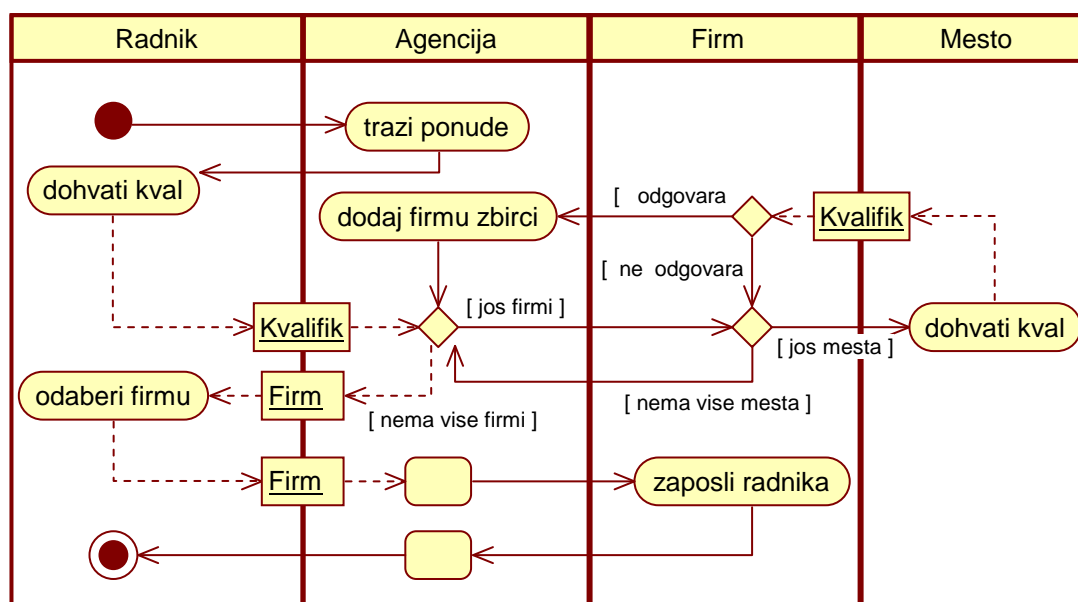 Radnik
Agencija
Firm
Mesto
trazi ponude
dohvati kval
dodaj firmu zbirci
[ odgovara
Kvalifik
[ ne odgovara
Kvalifik
[ jos firmi ]
[ jos mesta ]
dohvati kval
odaberi firmu
Firm
[ nema vise firmi ]
[ nema vise mesta ]
Firm
zaposli radnika